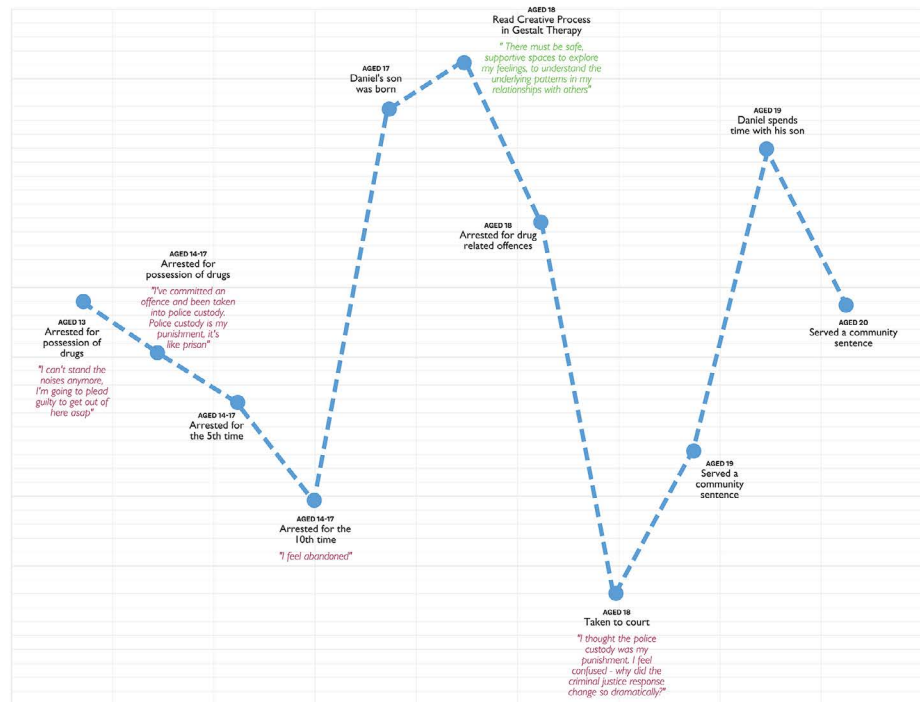 AGED 13
Arrested for
possession of
drugs
"I can't stand the
noises anymore,
I'm going to plead
guilty to get out of
here asap"
AGED 14-17
Arrested for
possession of drugs
"I've committed an
offence and been taken
into police custody.
Police custody is my
punishment, it's
like prison"
AGED 14-17
Arrested for
the 5th time
AGED 14-17
Arrested for the
10th time
"I feel abandoned"
AGED 17
Daniel's son
was born
AGED 18
Read Creative Process
in Gestalt Therapy
" There must be safe,
supportive spaces to explore
my feelings, to understand the
underlying patterns in my
relationships with others"
AGED 18
Arrested for drug
related offences
AGED 18
Taken to court
"I thought the police
custody was my
punishment. I feel
confused - why did the
criminal justice response
change so dramatically?"
AGED 19
Served a
community
sentence
AGED 19
Daniel spends
time with his son
AGED 20
Served a community
sentence